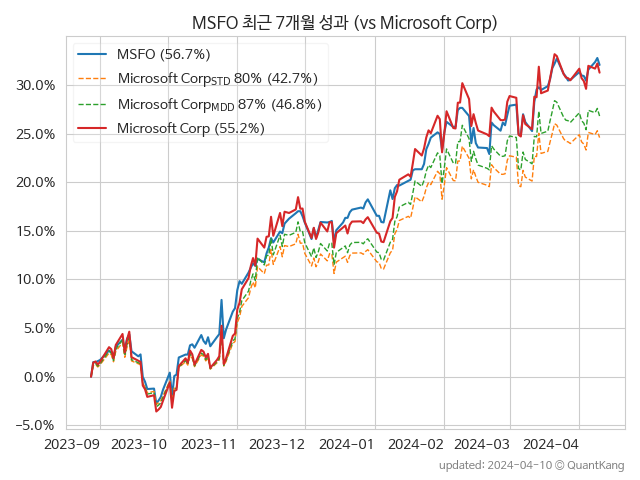 MSFO 최근 7개월 성과 (vs Microsoft Corp)
MSFO (56.7%)
Microsoft CorpSTD 80% (42.7%)
Microsoft CorpMDD 87% (46.8%)
Microsoft Corp (55.2%)
30.0%
25.0%
20.0%
15.0%
10.0%
5.0%
0.0%
−5.0%
2023-09 2023-10 2023-11 2023-12 2024-01 2024-02 2024-03 2024-04
updated: 2024-04-10 © QuantKang